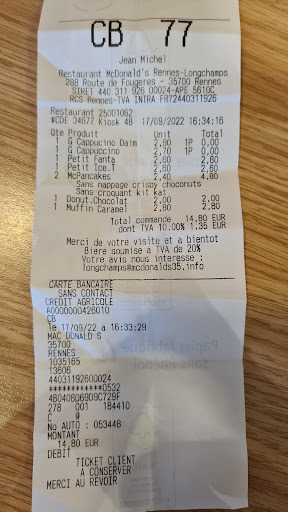 CB 77
Jean Michel
Restaurant McDonald's Rennes-Longchamps
288 Route de Fougeres - 35700 Rennes
SIRET 440 311 926 00024-APE 5610C
RCS Rennes-TVA INTRA FR72440311926
Restaurant 25001062
#CDE 34677 Kiosk 48 17/09/2022 16:34:16
Qte Produit Unit Total
1 G Cappucino Daim 2,90 1P 0,00
1 G Cappuccino 2,70 1P 0,00
1 Petit Fanta 2,60 2,60
1 Petit Ice.T 2,60 2,60
2 McPancakes 2,40 4,80
Sans nappage crispy choconuts
Sans croquant kit kat
1 Donut.Chocolat 2,00 2,00
1 Muffin Caramel 2,80 2,80
Total commande 14,80 EUR
dont TVA 10.00% 1.35 EUR
Merci de votre visite et a bientot
Biere soumise a TVA de 20%
Votre avis nous interesse :
longchamps@mcdonalds35.info
CARTE BANCAIRE
SANS CONTACT
CREDIT AGRICOLE
A0000000426010
CB
le 17/09/22 a 16:33:29
MAC DONALD S
35700
RENNES
1035165
13606
44031192600024
************0532
480408069D9C729F
278 001 184410
C @
No AUTO : 053446
MONTANT
14,80 EUR
DEBIT
TICKET CLIENT
A CONSERVER
MERCI AU REVOIR